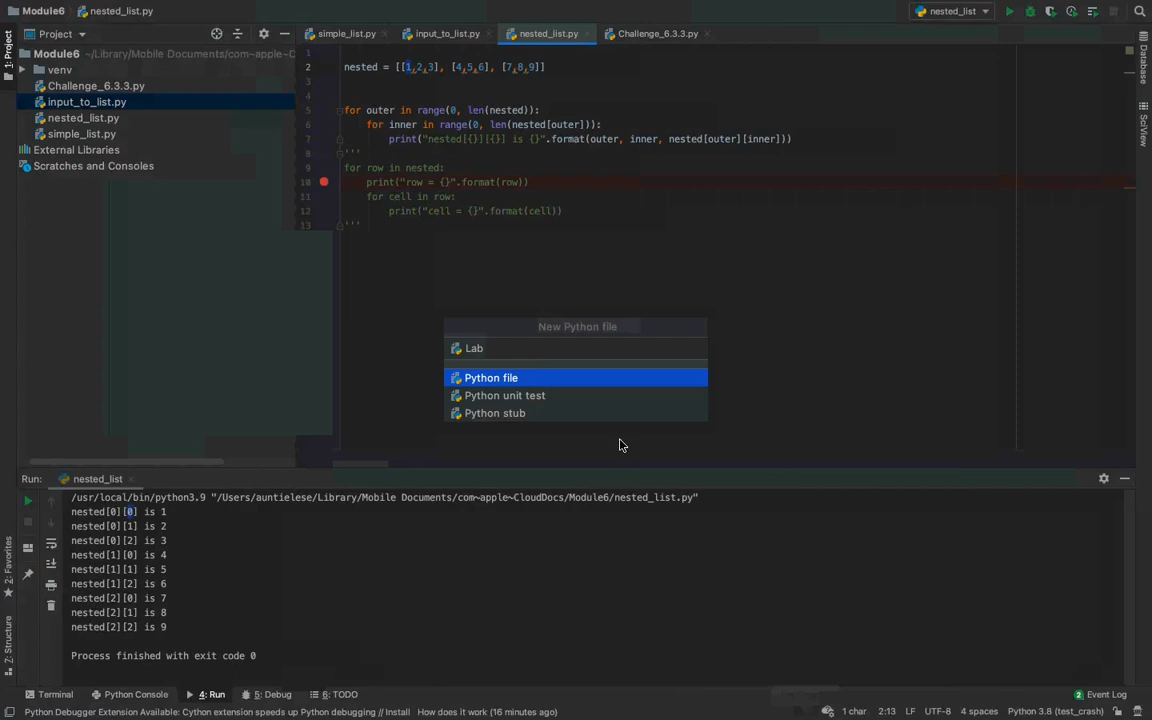 Module6 nested_list.py
nested_list
1: Project
Project
simple_list.py input_to_list.py nested_list.py Challenge_6.3.3.py
Module6 ~/Library/Mobile Documents/com~apple~C
venv
Challenge_6.3.3.py
input_to_list.py
nested_list.py
simple_list.py
External Libraries
Scratches and Consoles
1
2 nested = [[1,2,3], [4,5,6], [7,8,9]]
3
4
5 for outer in range(0, len(nested)):
6 for inner in range(0, len(nested[outer])):
7 print("nested[{}][{}] is {}".format(outer, inner, nested[outer][inner]))
8 '''
9 for row in nested:
10 print("row = {}".format(row))
11 for cell in row:
12 print("cell = {}".format(cell))
13 '''
Database
SciView
New Python file
Lab
Python file
Python unit test
Python stub
Run: nested_list
/usr/local/bin/python3.9 "/Users/auntielese/Library/Mobile Documents/com~apple~CloudDocs/Module6/nested_list.py"
nested[0][0] is 1
nested[0][1] is 2
nested[0][2] is 3
nested[1][0] is 4
nested[1][1] is 5
nested[1][2] is 6
nested[2][0] is 7
nested[2][1] is 8
nested[2][2] is 9
Process finished with exit code 0
2: Favorites
Z: Structure
Terminal Python Console 4: Run 5: Debug 6: TODO 2 Event Log
Python Debugger Extension Available: Cython extension speeds up Python debugging // Install How does it work (16 minutes ago) 1 char 2:13 LF UTF-8 4 spaces Python 3.8 (test_crash)